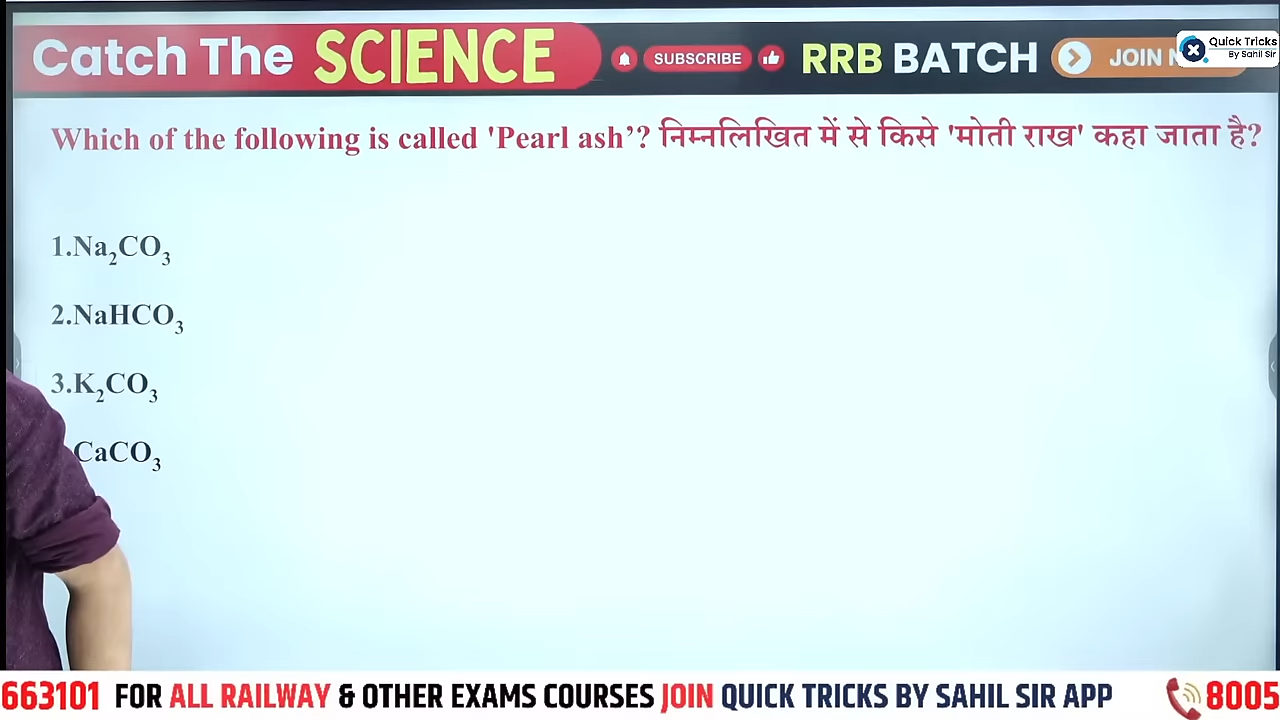 Catch The SCIENCE SUBSCRIBE RRB BATCH JOIN Quick Tricks
By Sahil Sir
Which of the following is called 'Pearl ash’? निम्नलिखित में से किसे 'मोती राख' कहा जाता है?
1.Na₂CO₃
2.NaHCO₃
3.K₂CO₃
CaCO₃
663101 FOR ALL RAILWAY & OTHER EXAMS COURSES JOIN QUICK TRICKS BY SAHIL SIR APP 8005